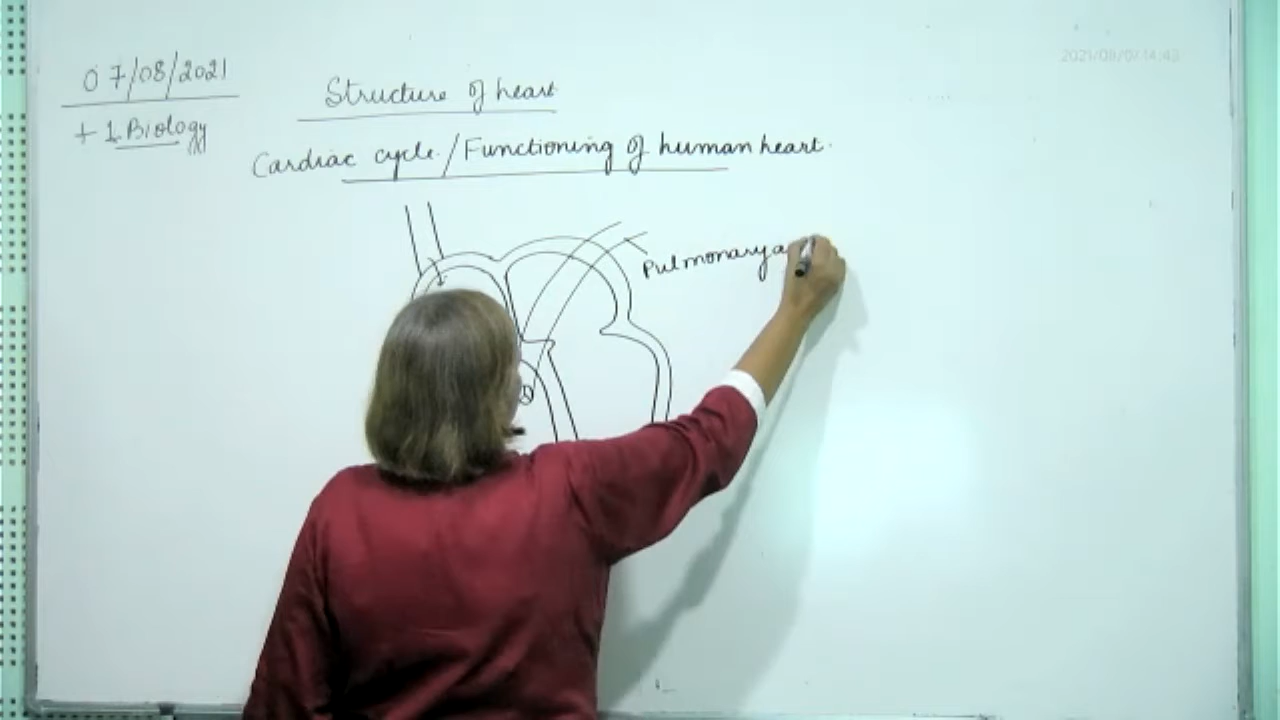 07/08/2021
+1 Biology
Structure of heart
Cardiac cycle / Functioning of human heart.
Pulmonary a